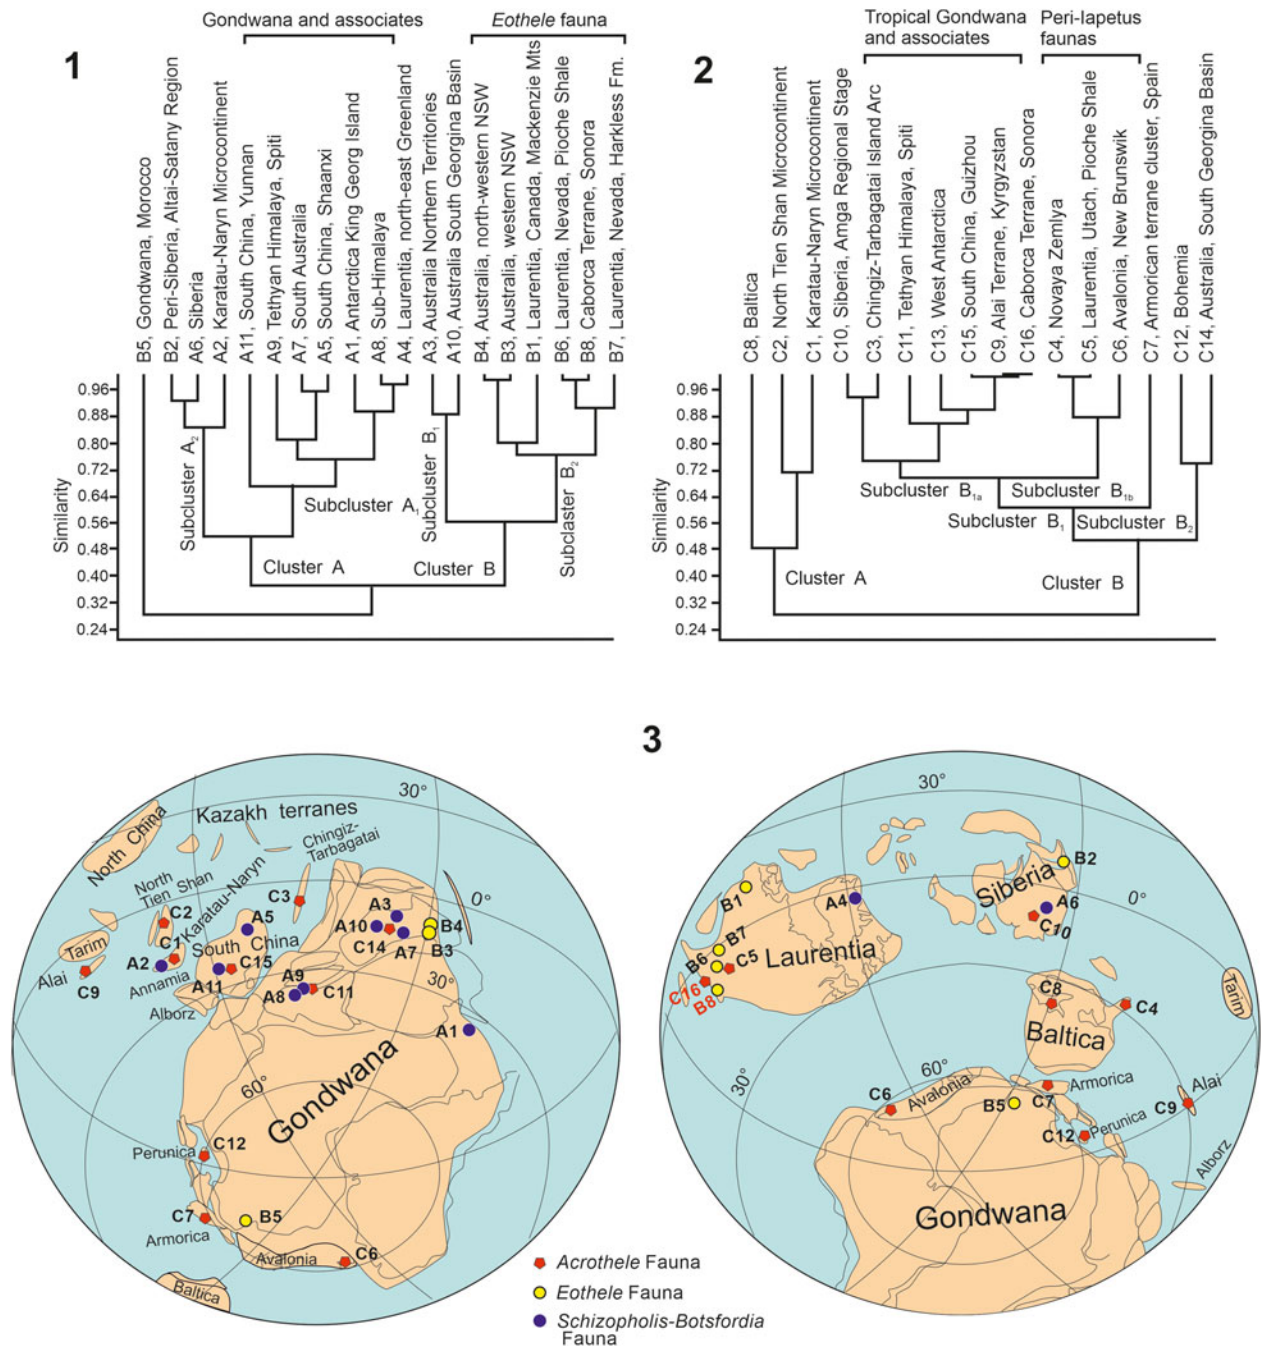 1
Gondwana and associates
Eothele fauna
B5, Gondwana, Morocco
B2, Peri-Siberia, Altai-Satany Region
A6, Siberia
A2, Karatau-Naryn Microcontinent
A11, South China, Yunnan
A9, Tethyan Himalaya, Spiti
A7, South Australia
A5, South China, Shaanxi
A1, Antarctica King Georg Island
A8, Sub-Himalaya
A4, Laurentia, north-east Greenland
A3, Australia Northern Territories
A10, Australia South Georgina Basin
B4, Australia, north-western NSW
B3, Australia, western NSW
B1, Laurentia, Canada, Mackenzie Mts
B6, Laurentia, Nevada, Pioche Shale
B8, Caborca Terrane, Sonora
B7, Laurentia, Nevada, Harkless Fm.
Similarity
0.96
0.88
0.80
0.72
0.64
0.56
0.48
0.40
0.32
0.24
Subcluster A2
Subcluster A1
Subcluster B1
Subclaster B2
Cluster A
Cluster B
2
Tropical Gondwana
and associates
Peri-Iapetus
faunas
C8, Baltica
C2, North Tien Shan Microcontinent
C1, Karatau-Naryn Microcontinent
C10, Siberia, Amga Regional Stage
C3, Chingiz-Tarbagatai Island Arc
C11, Tethyan Himalaya, Spiti
C13, West Antarctica
C15, South China, Guizhou
C9, Alai Terrane, Kyrgyzstan
C16, Caborca Terrane, Sonora
C4, Novaya Zemlya
C5, Laurentia, Utach, Pioche Shale
C6, Avalonia, New Brunswik
C7, Armorican terrane cluster, Spain
C12, Bohemia
C14, Australia, South Georgina Basin
Similarity
0.96
0.88
0.80
0.72
0.64
0.56
0.48
0.40
0.32
0.24
Subcluster B1a
Subcluster B1b
Subcluster B1
Subcluster B2
Cluster A
Cluster B
3
30°
Kazakh terranes
North China
Chingiz-
Tarbagatai
North
Tien Shan
Karatau-Naryn
C3
0°
C2
A5
A3
A10
B4
C1
South China
C14
A7
B3
Tarim
A2
C15
Alai
C9
Annamia
A11
A9
30°
A8
C11
Alborz
A1
60°
Gondwana
C12
Perunica
C7
B5
Armorica
Avalonia
C6
Baltica
30°
B2
Siberia
0°
B1
A4
A6
C10
B7
Laurentia
B6
C5
C16
B8
C8
C4
Tarim
Baltica
60°
30°
Avalonia
Armorica
C6
B5
C7
Alai
C9
C12
Perunica
Alborz
Gondwana
Acrothele Fauna
Eothele Fauna
Schizopholis-Botsfordia
Fauna